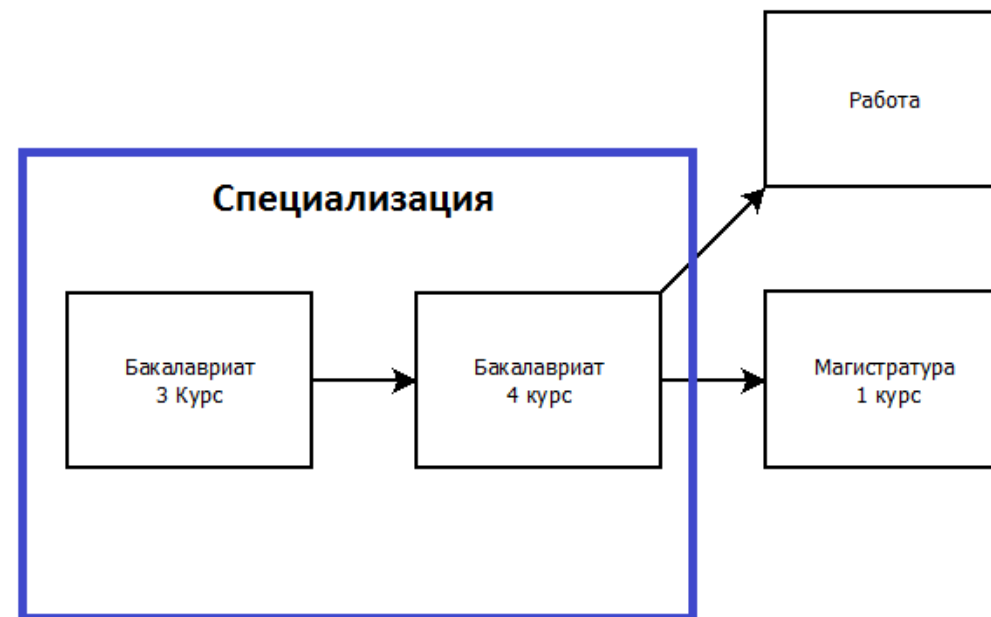 Работа
Специализация
Бакалавриат
3 Курс
Бакалавриат
4 курс
Магистратура
1 курс